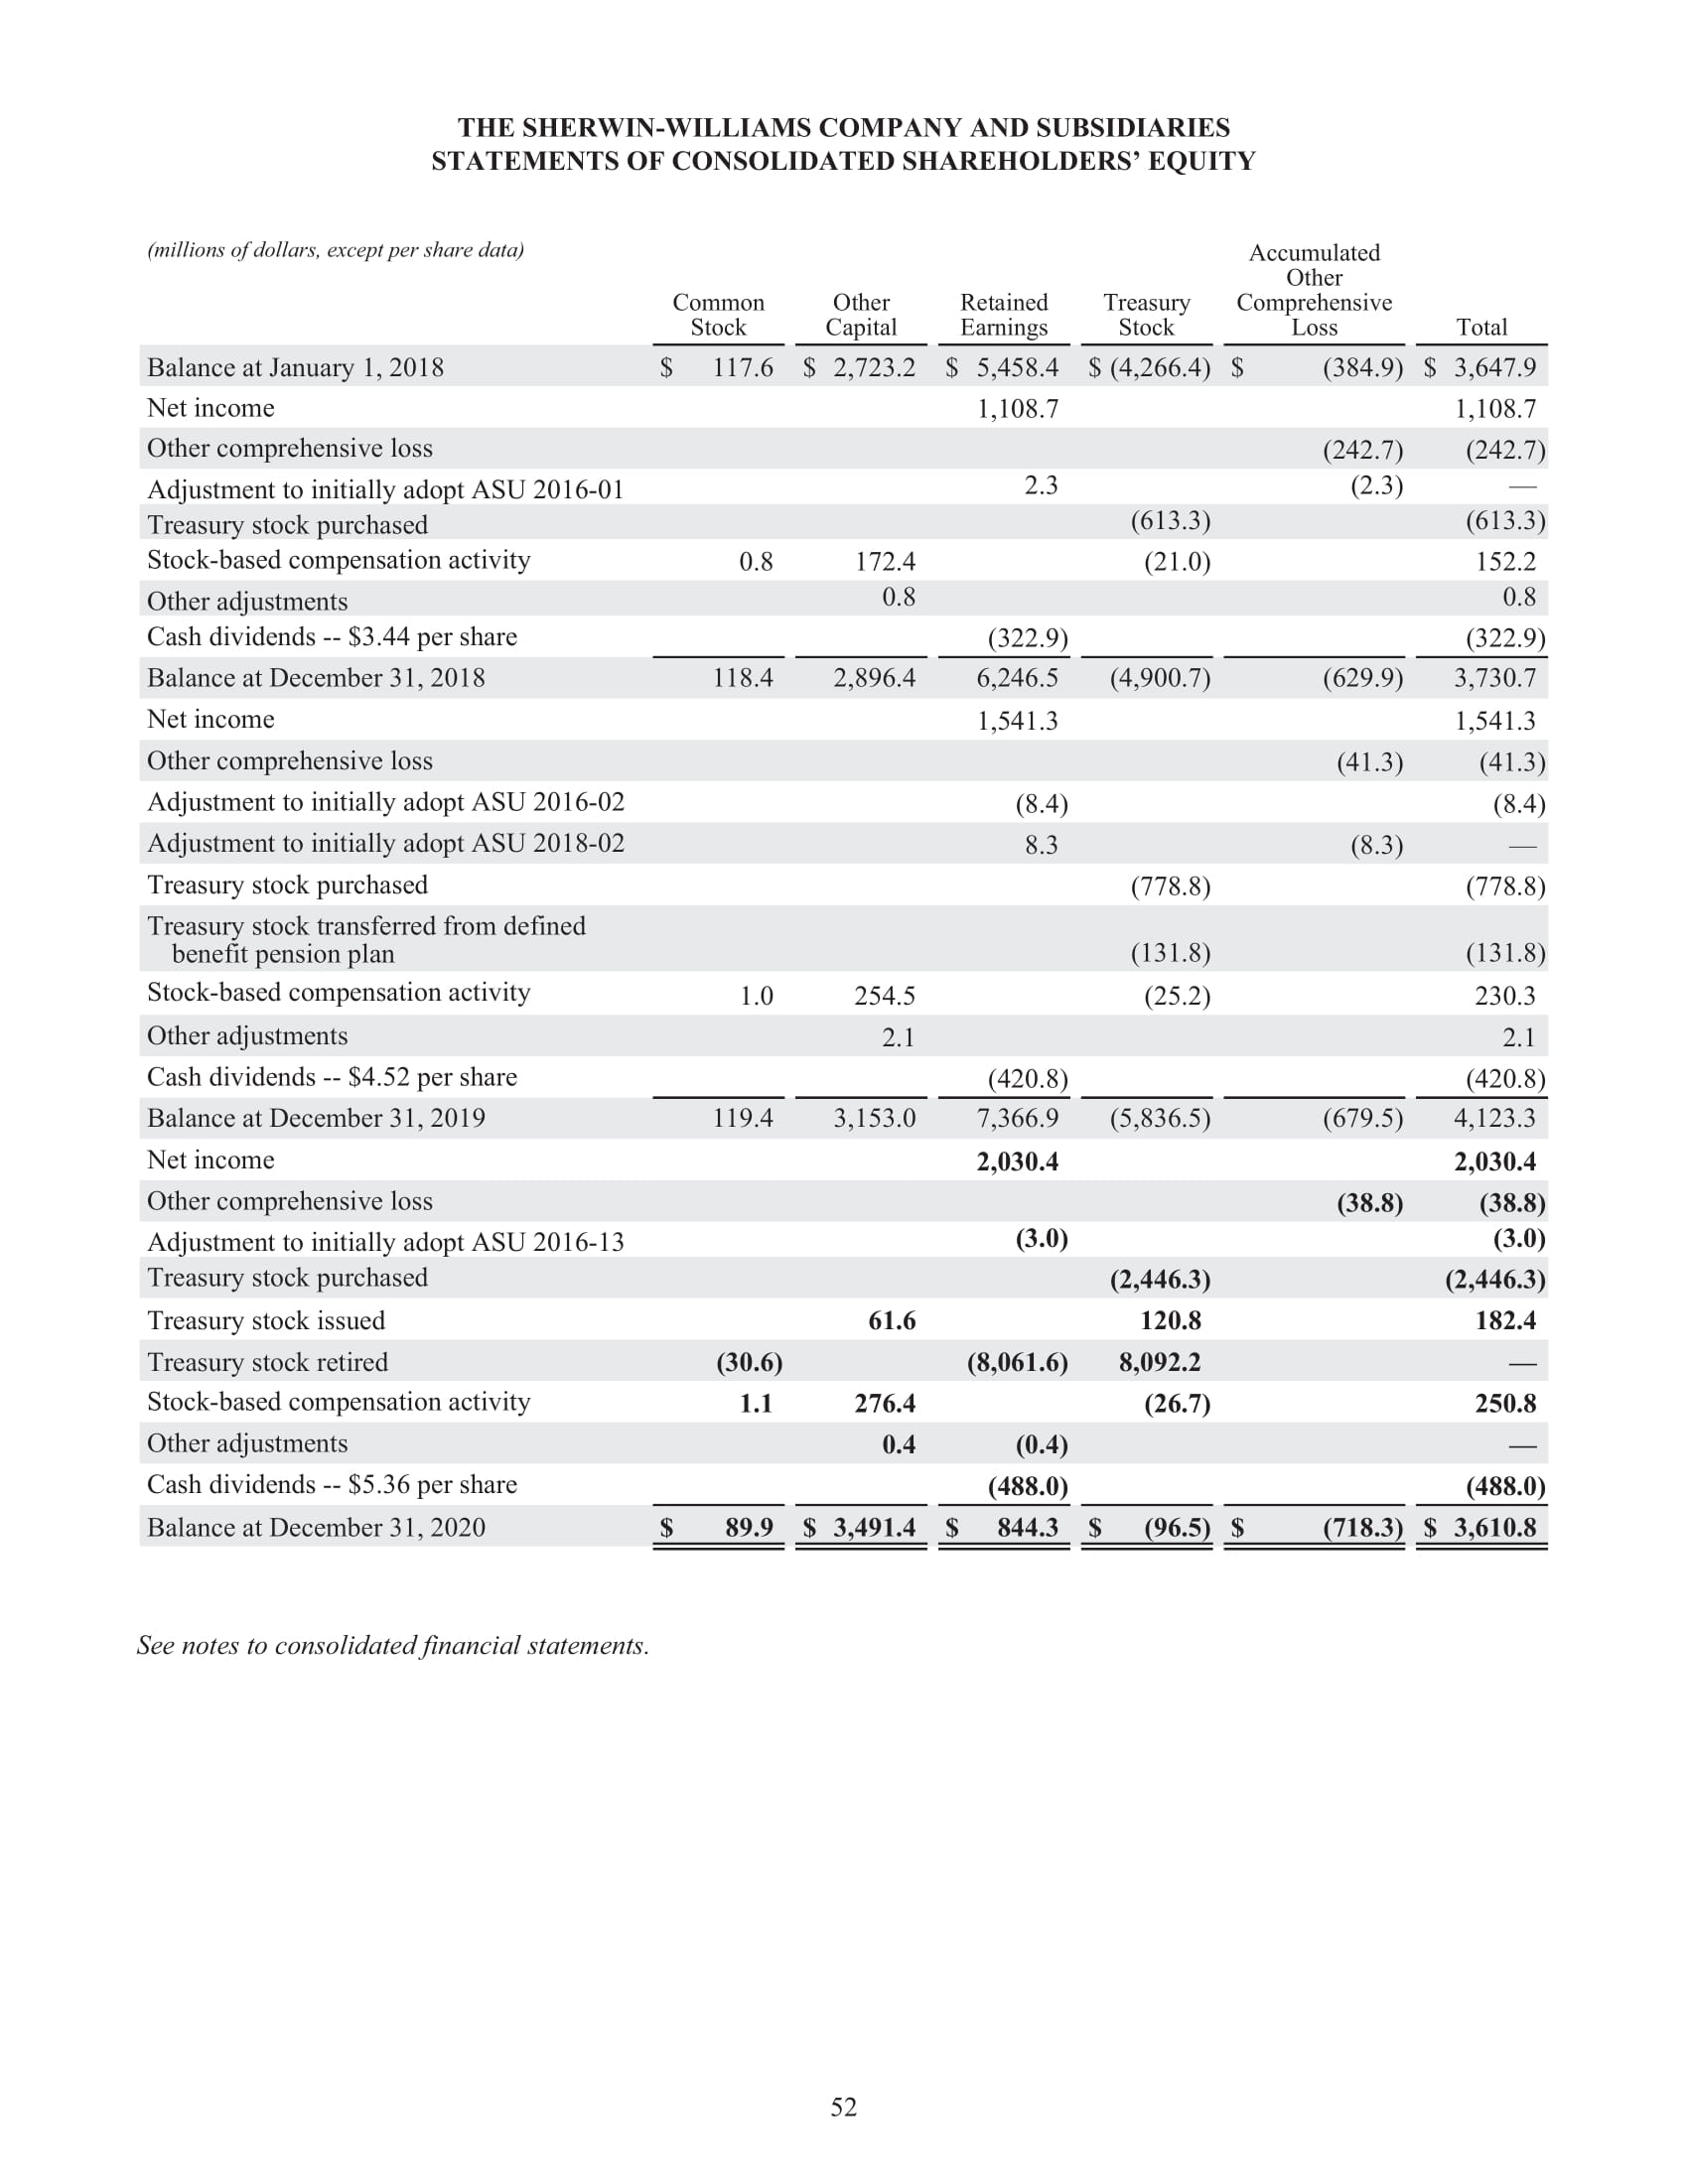 THE SHERWIN-WILLIAMS COMPANY AND SUBSIDIARIES
STATEMENTS OF CONSOLIDATED SHAREHOLDERS’ EQUITY
(millions of dollars, except per share data)
Common Stock Other Capital Retained Earnings Treasury Stock Accumulated Other Comprehensive Loss Total
Balance at January 1, 2018 $ 117.6 $ 2,723.2 $ 5,458.4 $ (4,266.4) $ (384.9) $ 3,647.9
Net income 1,108.7 1,108.7
Other comprehensive loss (242.7) (242.7)
Adjustment to initially adopt ASU 2016-01 2.3 (2.3) —
Treasury stock purchased (613.3) (613.3)
Stock-based compensation activity 0.8 172.4 (21.0) 152.2
Other adjustments 0.8 0.8
Cash dividends -- $3.44 per share (322.9) (322.9)
Balance at December 31, 2018 118.4 2,896.4 6,246.5 (4,900.7) (629.9) 3,730.7
Net income 1,541.3 1,541.3
Other comprehensive loss (41.3) (41.3)
Adjustment to initially adopt ASU 2016-02 (8.4) (8.4)
Adjustment to initially adopt ASU 2018-02 8.3 (8.3) —
Treasury stock purchased (778.8) (778.8)
Treasury stock transferred from defined
benefit pension plan (131.8) (131.8)
Stock-based compensation activity 1.0 254.5 (25.2) 230.3
Other adjustments 2.1 2.1
Cash dividends -- $4.52 per share (420.8) (420.8)
Balance at December 31, 2019 119.4 3,153.0 7,366.9 (5,836.5) (679.5) 4,123.3
Net income 2,030.4 2,030.4
Other comprehensive loss (38.8) (38.8)
Adjustment to initially adopt ASU 2016-13 (3.0) (3.0)
Treasury stock purchased (2,446.3) (2,446.3)
Treasury stock issued 61.6 120.8 182.4
Treasury stock retired (30.6) (8,061.6) 8,092.2 —
Stock-based compensation activity 1.1 276.4 (26.7) 250.8
Other adjustments 0.4 (0.4) —
Cash dividends -- $5.36 per share (488.0) (488.0)
Balance at December 31, 2020 $ 89.9 $ 3,491.4 $ 844.3 $ (96.5) $ (718.3) $ 3,610.8
See notes to consolidated financial statements.
52